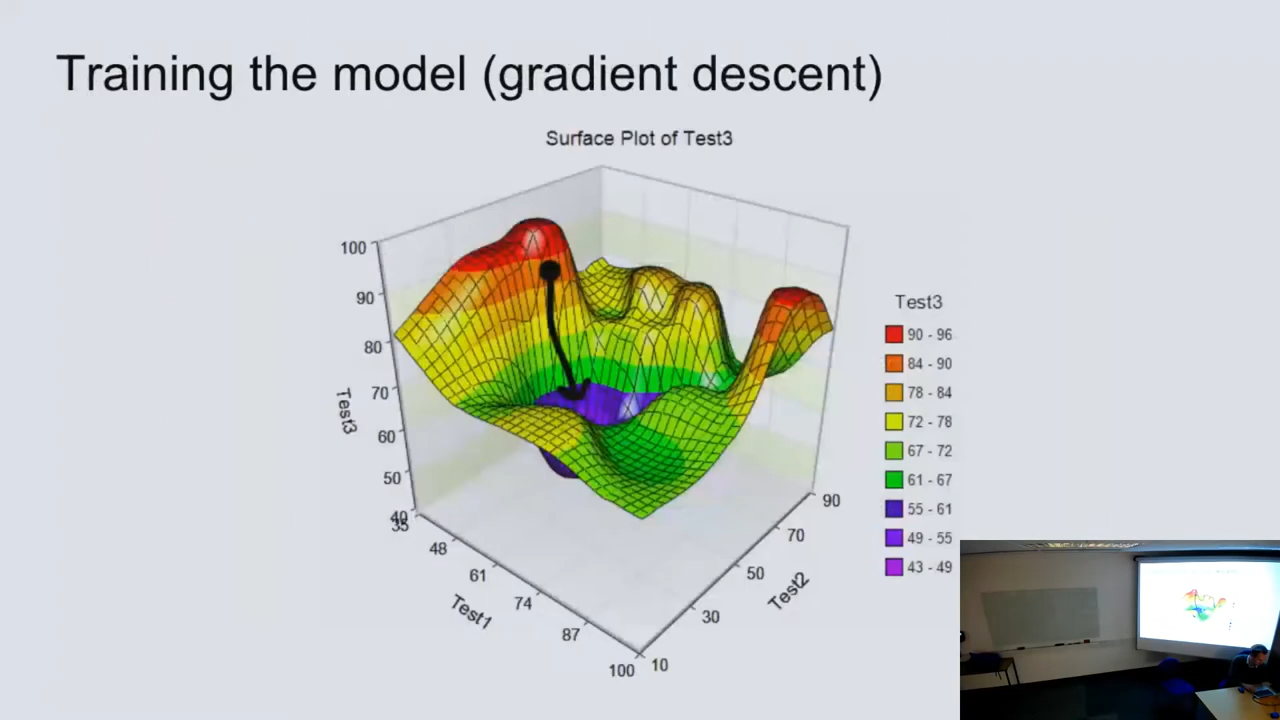 Training the model (gradient descent)
Surface Plot of Test3
100
90
80
70
60
50
40
Test3
35
48
61
74
87
100
Test1
10
30
50
70
90
Test2
Test3
90 - 96
84 - 90
78 - 84
72 - 78
67 - 72
61 - 67
55 - 61
49 - 55
43 - 49